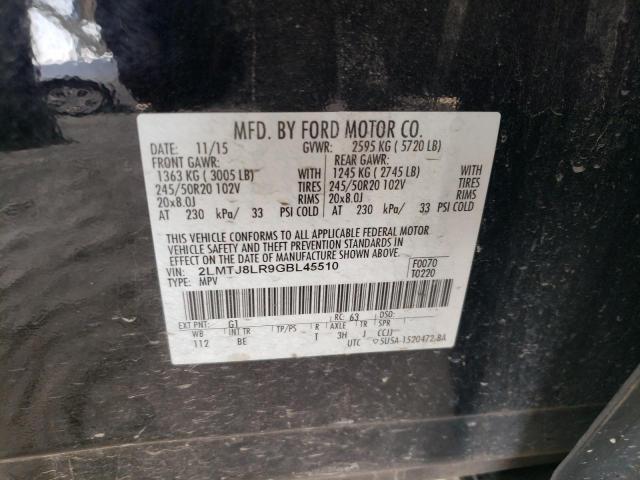 MFD. BY FORD MOTOR CO.
DATE: 11/15 GVWR: 2595 KG ( 5720 LB)
FRONT GAWR: REAR GAWR:
1363 KG ( 3005 LB) WITH 1245 KG ( 2745 LB) WITH
245/50R20 102V TIRES 245/50R20 102V TIRES
20x8.0J RIMS 20x8.0J RIMS
AT 230 kPa/ 33 PSI COLD AT 230 kPa/ 33 PSI COLD
THIS VEHICLE CONFORMS TO ALL APPLICABLE FEDERAL MOTOR
VEHICLE SAFETY AND THEFT PREVENTION STANDARDS IN
EFFECT ON THE DATE OF MANUFACTURE SHOWN ABOVE.
VIN: 2LMTJ8LR9GBL45510 F0070
TYPE: MPV T0220
EXT PNT: G1 RC: 63 DSO:
WB INT TR TP/PS R AXLE TR SPR
112 BE T 3H J CCJJ
UTC 5U5A-1520472-BA